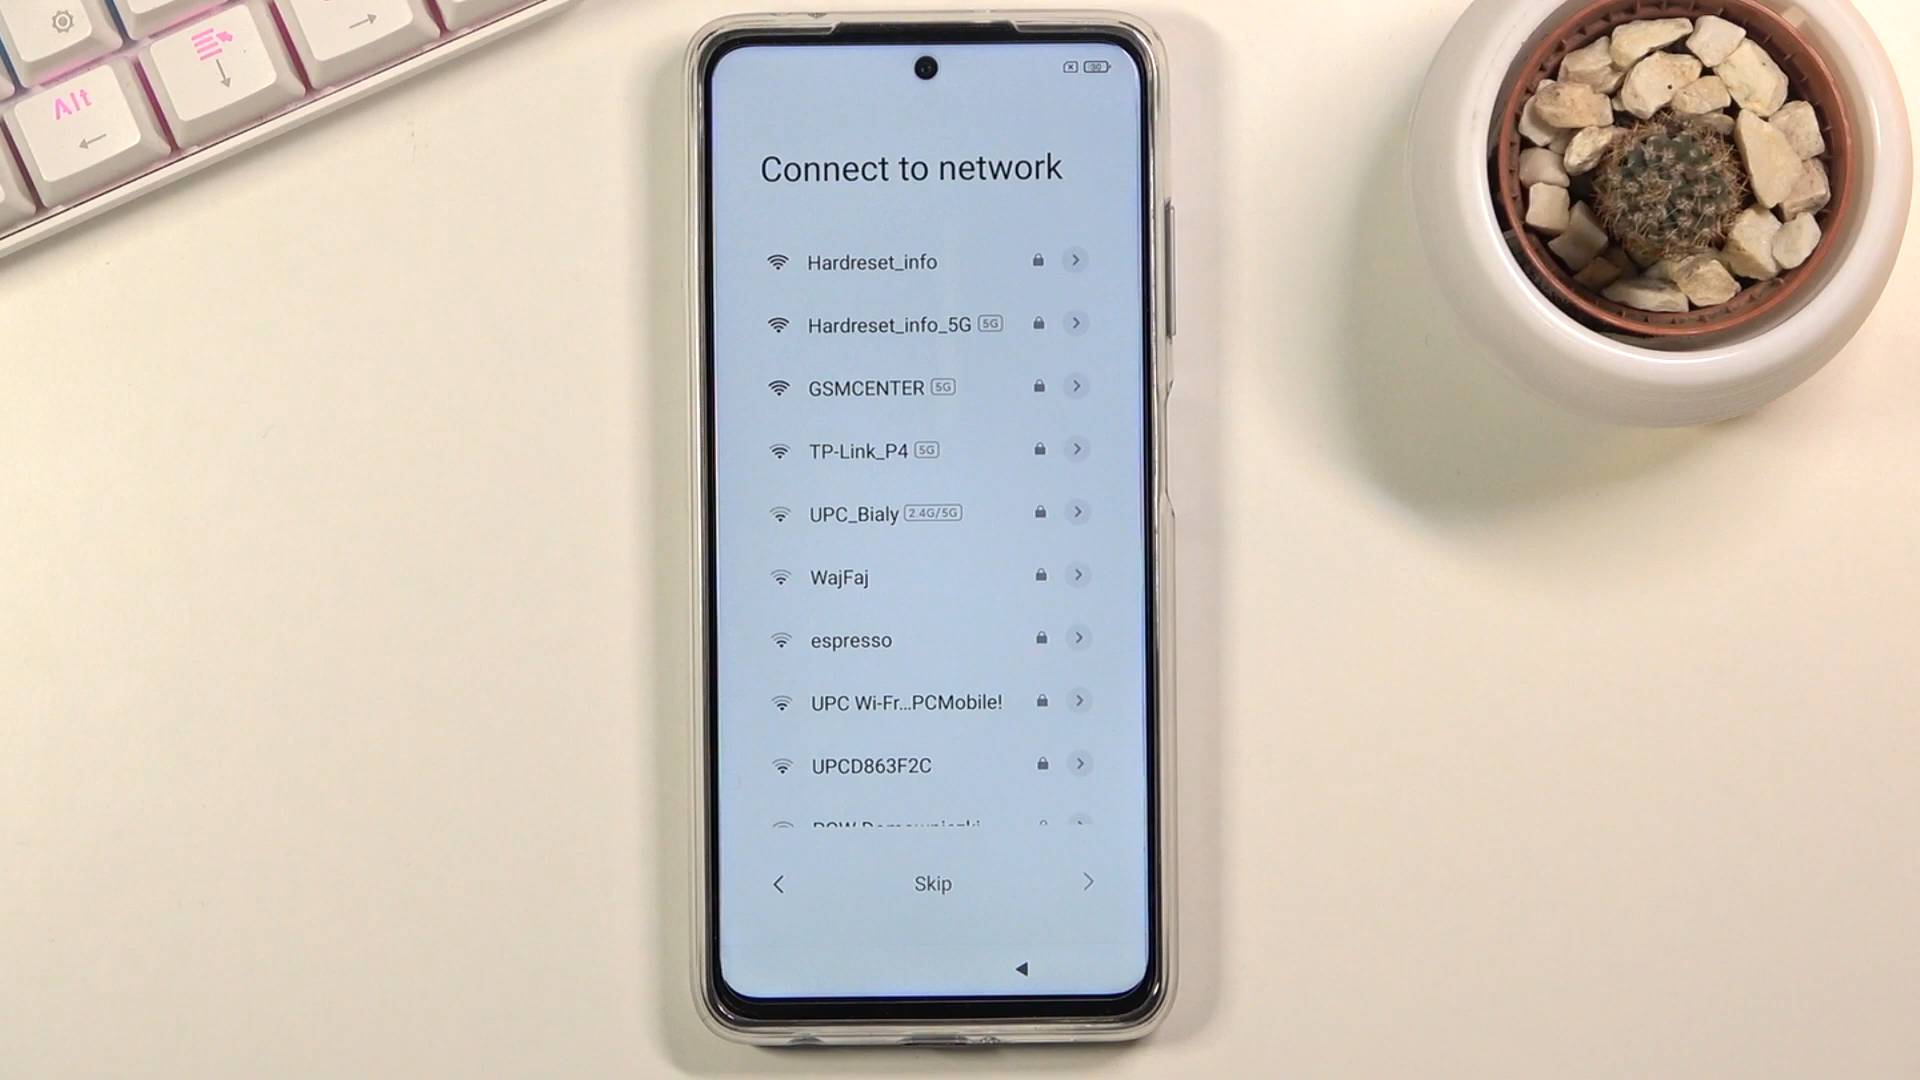 Alt
30
Connect to network
Hardreset_info
Hardreset_info_5G 5G
GSMCENTER 5G
TP-Link_P4 5G
UPC_Bialy 2.4G/5G
WajFaj
espresso
UPC Wi-Fr...PCMobile!
UPCD863F2C
Skip